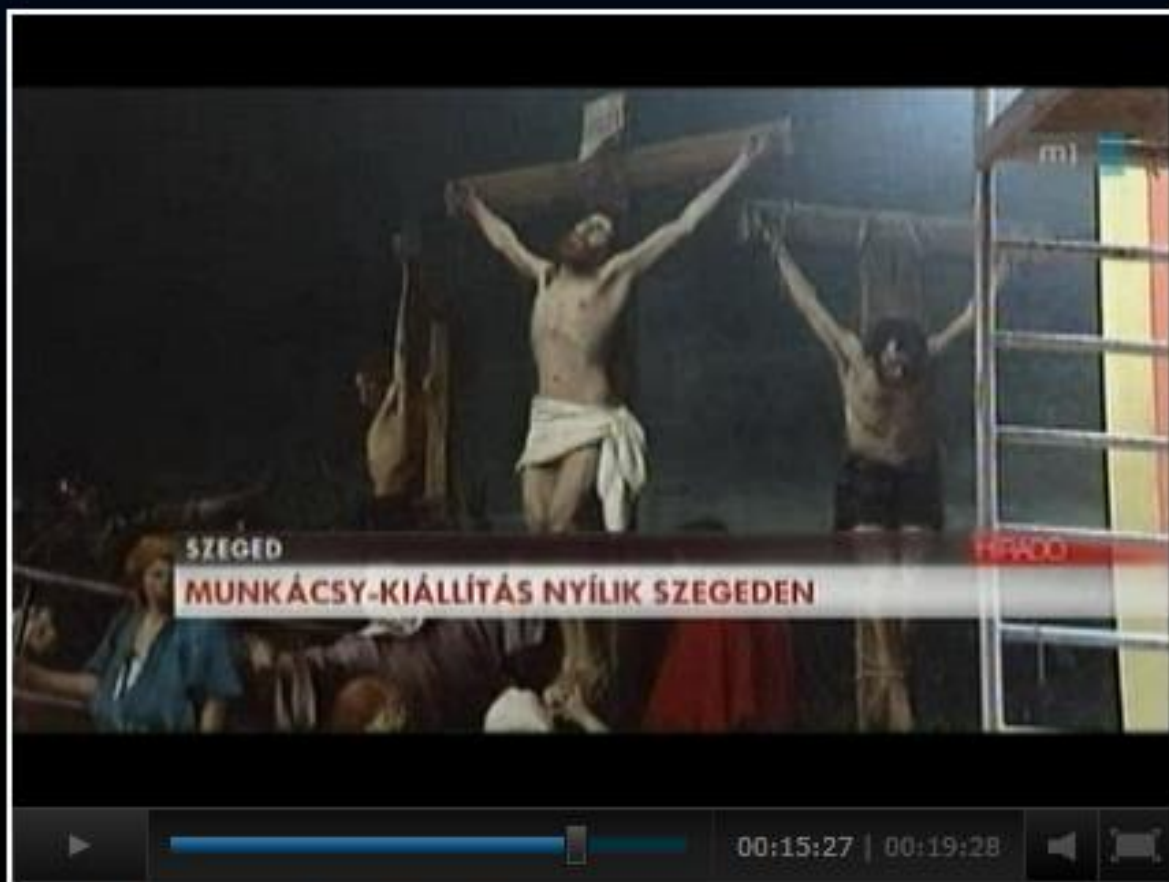 m1
SZEGED
HÍRADÓ
MUNKÁCSY-KIÁLLÍTÁS NYÍLIK SZEGEDEN
00:15:27 | 00:19:28